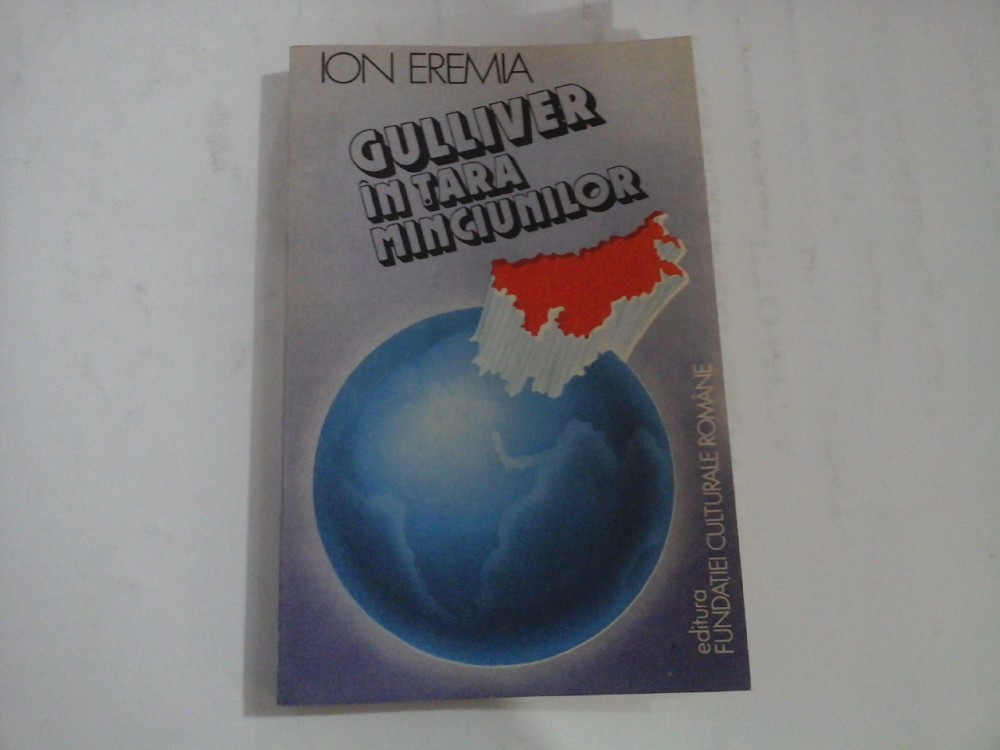 ION EREMIA
GULLIVER
ÎN ȚARA
MINCIUNILOR
editura
FUNDAȚIEI CULTURALE ROMÂNE